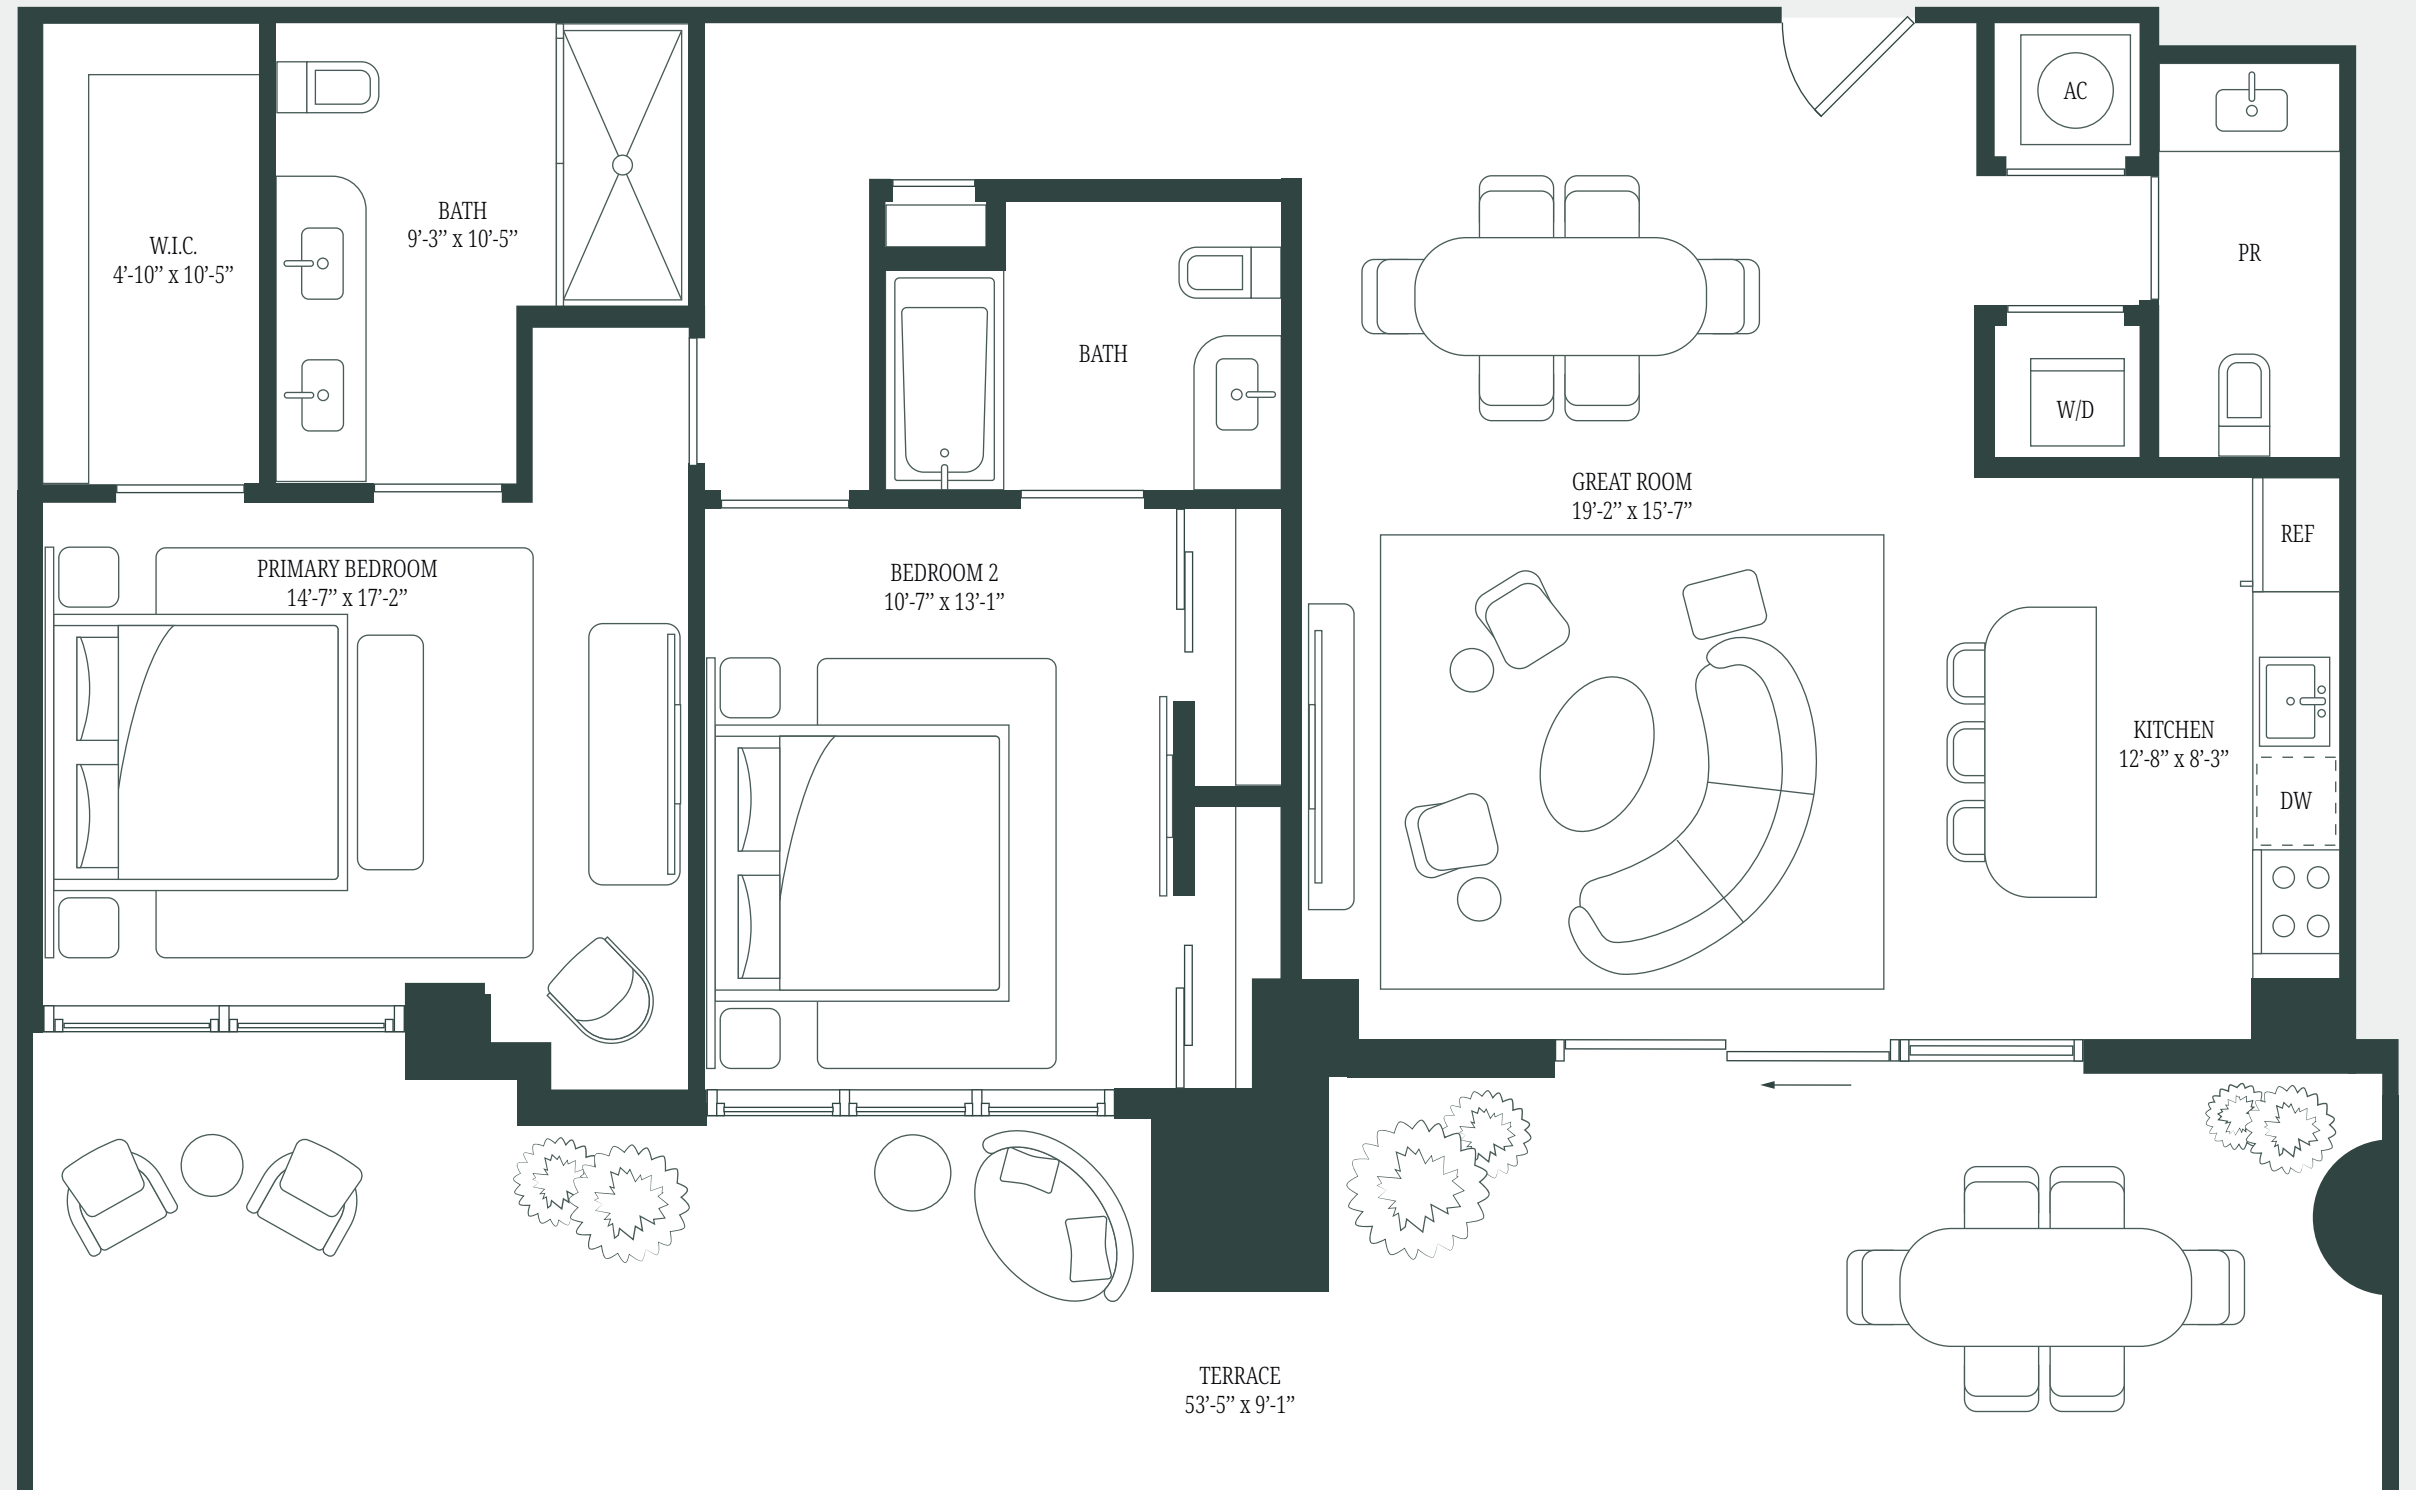 AC
BATH
9’-3” x 10’-5”
W.I.C.
4’-10” x 10’-5”
PR
BATH
W/D
GREAT ROOM
19’-2” x 15’-7”
REF
PRIMARY BEDROOM
14’-7” x 17’-2”
BEDROOM 2
10’-7” x 13’-1”
KITCHEN
12’-8” x 8’-3”
DW
TERRACE
53’-5” x 9’-1”